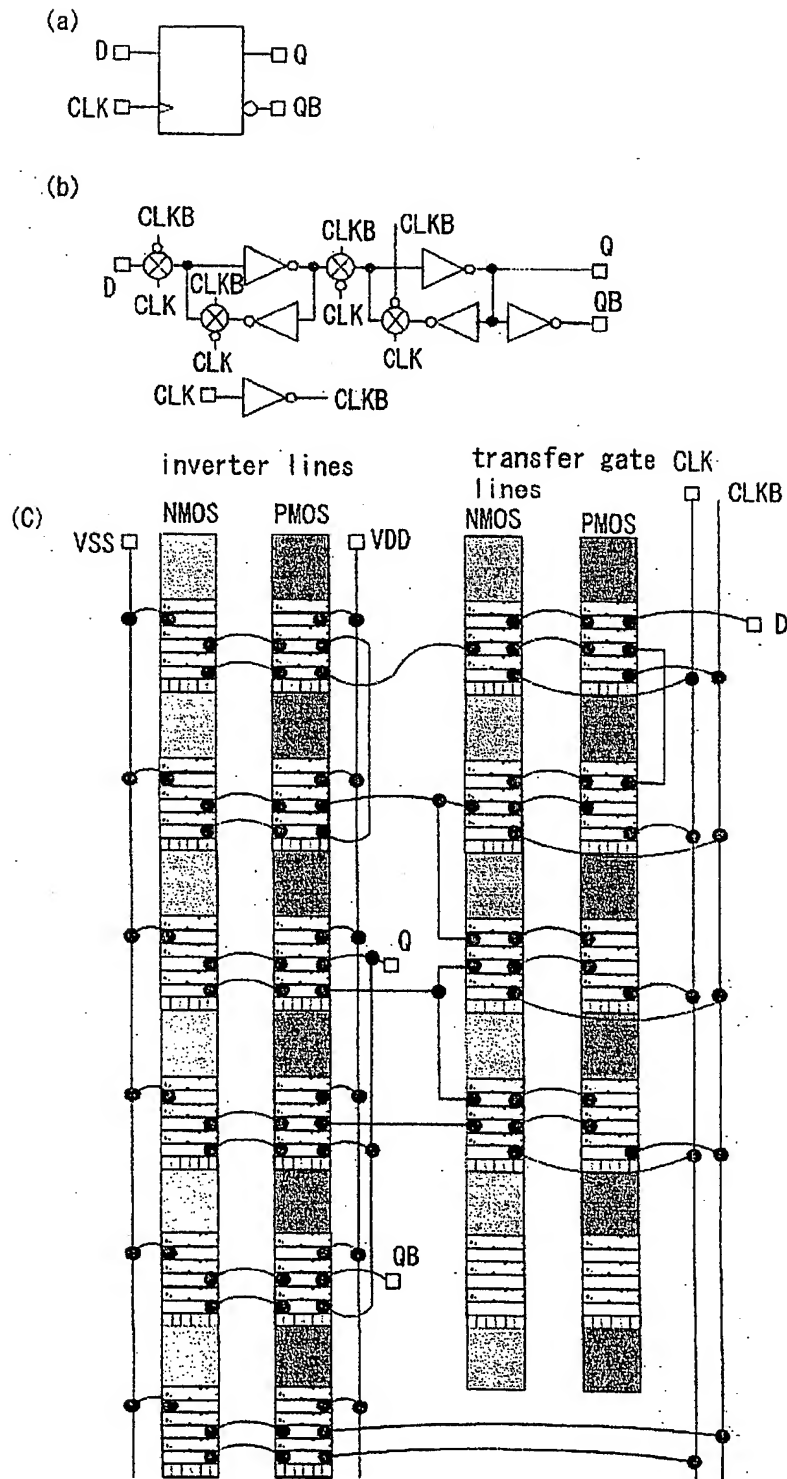 (a)
D
Q
CLK
QB
(b)
CLKB
CLKB
CLKB
Q
D
CLK
CLKB
QB
CLK
CLK
CLK
CLK
CLKB
inverter lines
transfer gate
lines
CLK
CLKB
(C)
NMOS
PMOS
NMOS
PMOS
VSS
VDD
D
Q
QB